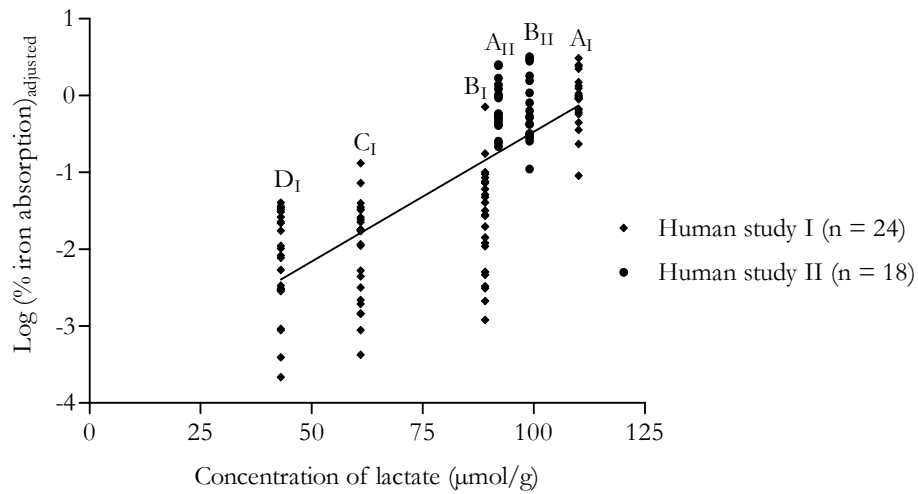 Log (% iron absorption)adjusted
1
0
-1
-2
-3
-4
0
25
50
75
100
125
Concentration of lactate (μmol/g)
DI
CI
BI
AII
BII
AI
Human study I (n = 24)
Human study II (n = 18)